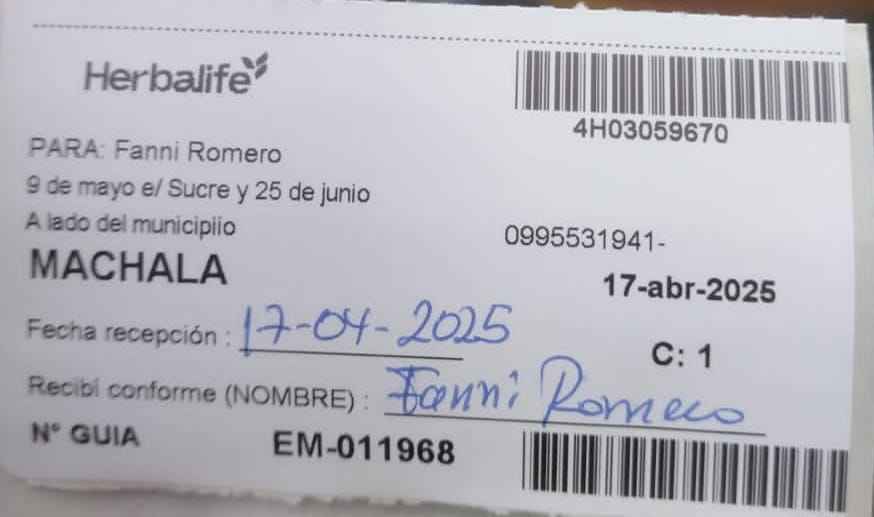 Herbalife
4H03059670
PARA: Fanni Romero
9 de mayo e/ Sucre y 25 de junio
A lado del municipiio
0995531941-
MACHALA
17-abr-2025
Fecha recepción : 17-04-2025
C: 1
Recibí conforme (NOMBRE) : Fanni Romero
N° GUIA EM-011968